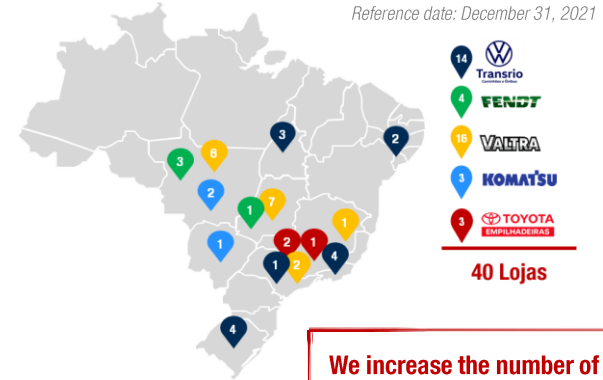 Reference date: December 31, 2021
14
Transrio
Caminhões e Ônibus
4 FENDT
16 VALTRA
3 KOMATSU
3 TOYOTA
EMPILHADEIRAS
40 Lojas
3
2
3
6
2
1
7
1
1
2
1
1
2
4
4
We increase the number of